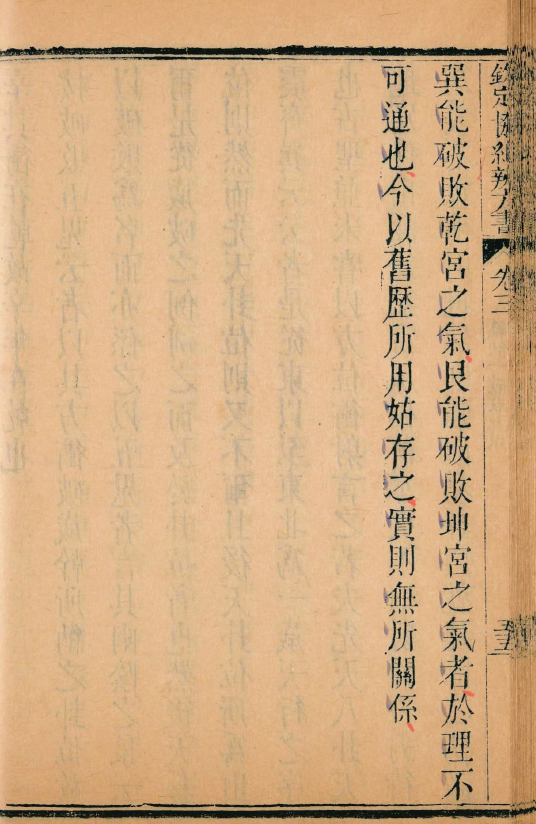 欽定協紀辨方書 卷三
巽能破敗乾宮之氣艮能破敗坤宮之氣者於理不
可通也今以舊歷所用姑存之實則無所關係